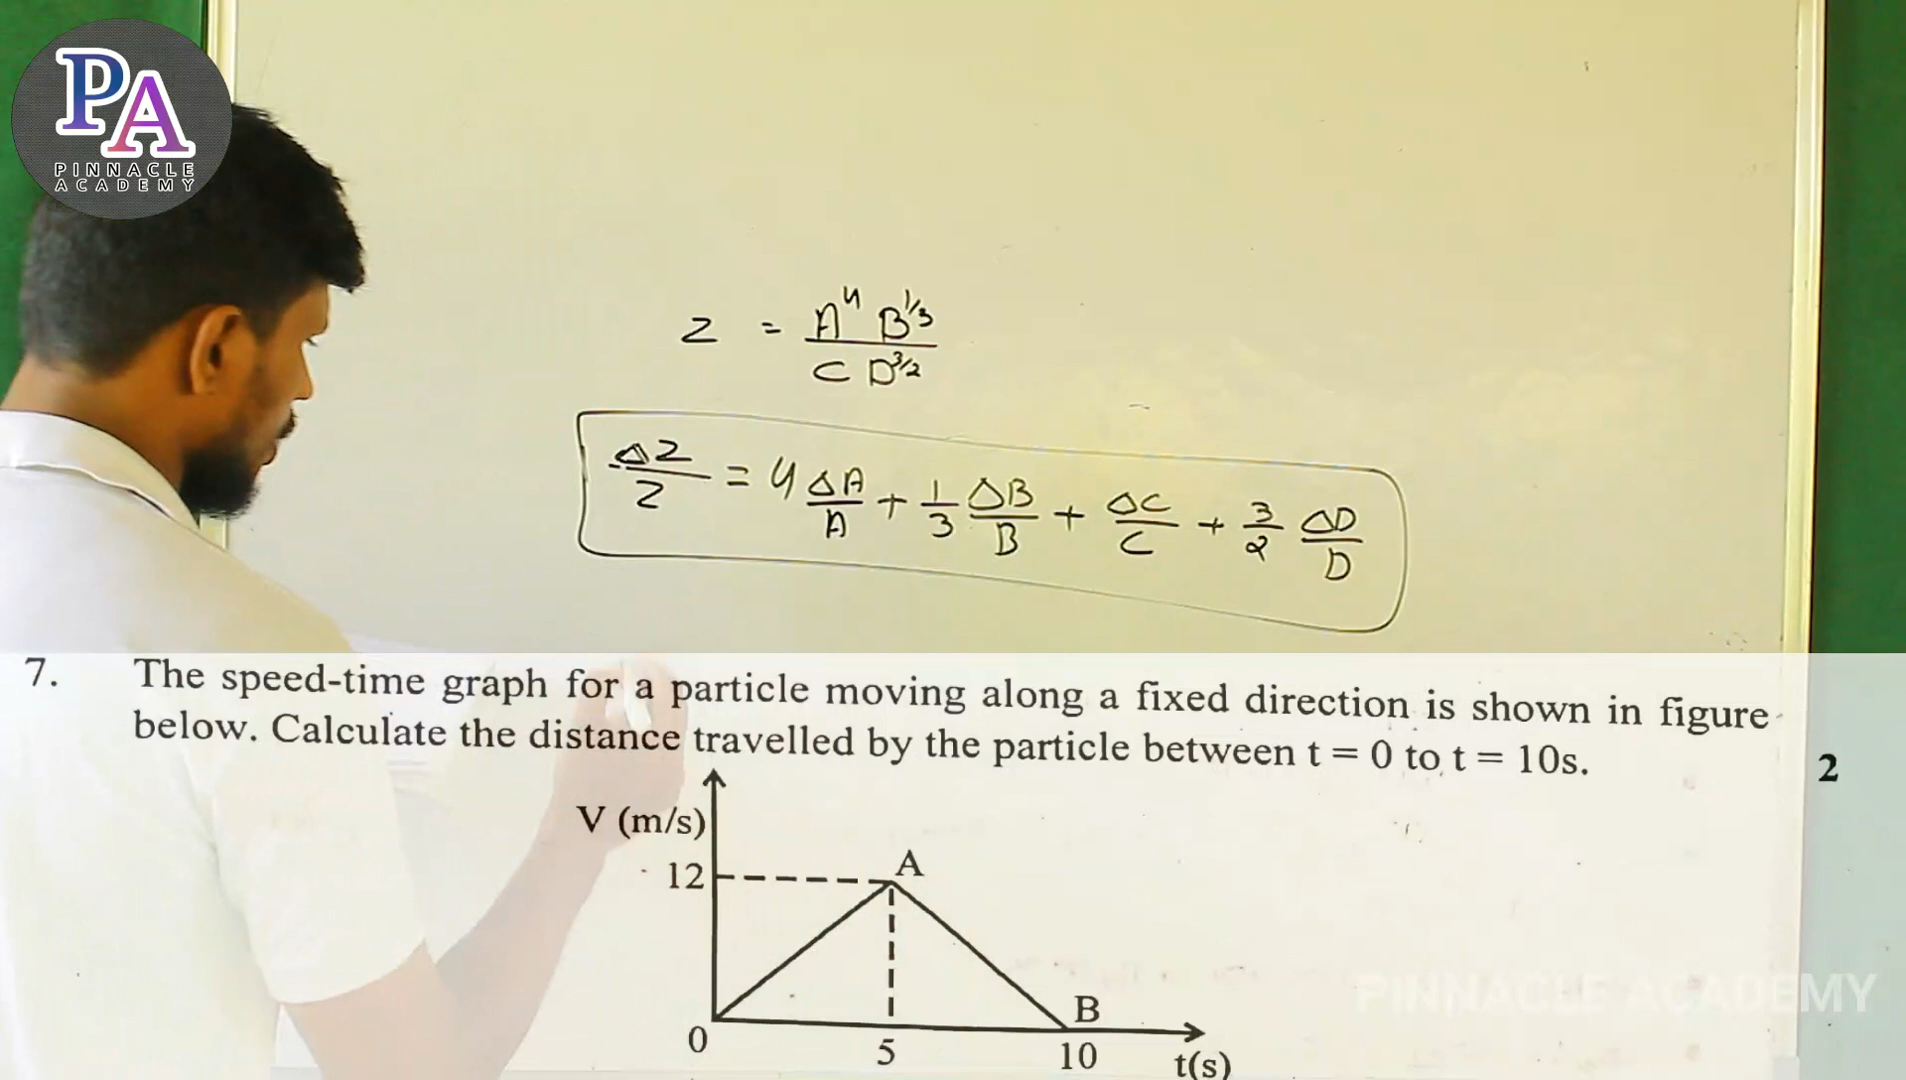 PA
PINNACLE
ACADEMY
Z = A⁴ B^1/3 / C D^3/2
ΔZ/Z = 4 ΔA/A + 1/3 ΔB/B + ΔC/C + 3/2 ΔD/D
7. The speed-time graph for a particle moving along a fixed direction is shown in figure
below. Calculate the distance travelled by the particle between t = 0 to t = 10s. 2
V (m/s)
12 A
B
0 5 10 t(s)
PINNACLE ACADEMY